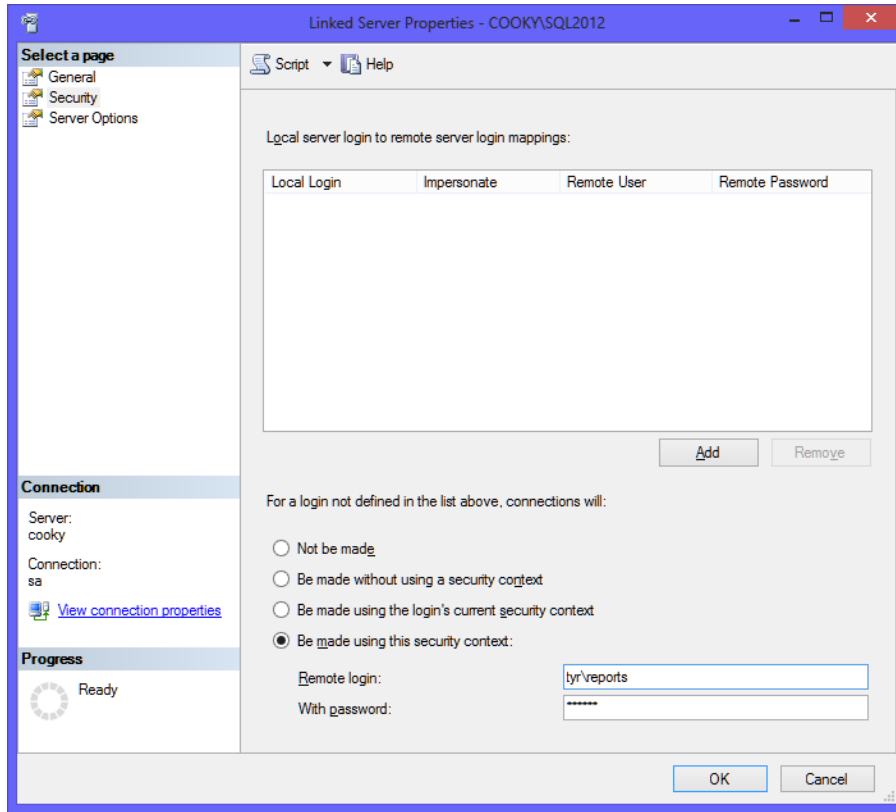 Linked Server Properties - COOKY\SQL2012
Select a page
General
Security
Server Options
Script
Help
Local server login to remote server login mappings:
Local Login Impersonate Remote User Remote Password
Add Remove
For a login not defined in the list above, connections will:
Not be made
Be made without using a security context
Be made using the login's current security context
Be made using this security context:
Remote login: tyr\reports
With password: ******
Connection
Server:
cooky
Connection:
sa
View connection properties
Progress
Ready
OK Cancel